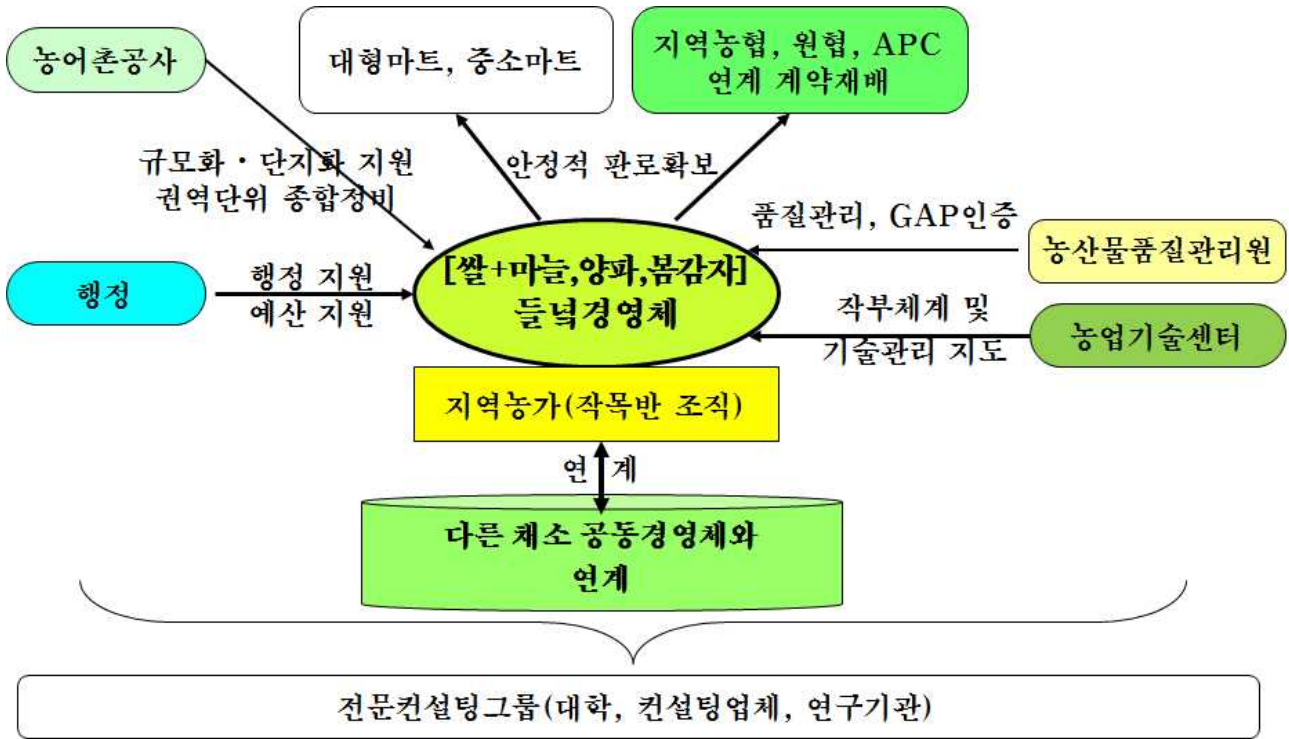 농어촌공사
대형마트, 중소마트
지역농협, 원협, APC
연계 계약재배
규모화·단지화 지원
권역단위 종합정비
안정적 판로확보
품질관리, GAP인증
농산물품질관리원
행정
행정 지원
예산 지원
[쌀+마늘,양파,봄감자]
들녘경영체
작부체계 및
기술관리 지도
농업기술센터
지역농가(작목반 조직)
연 계
다른 채소 공동경영체와
연계
전문컨설팅그룹(대학, 컨설팅업체, 연구기관)